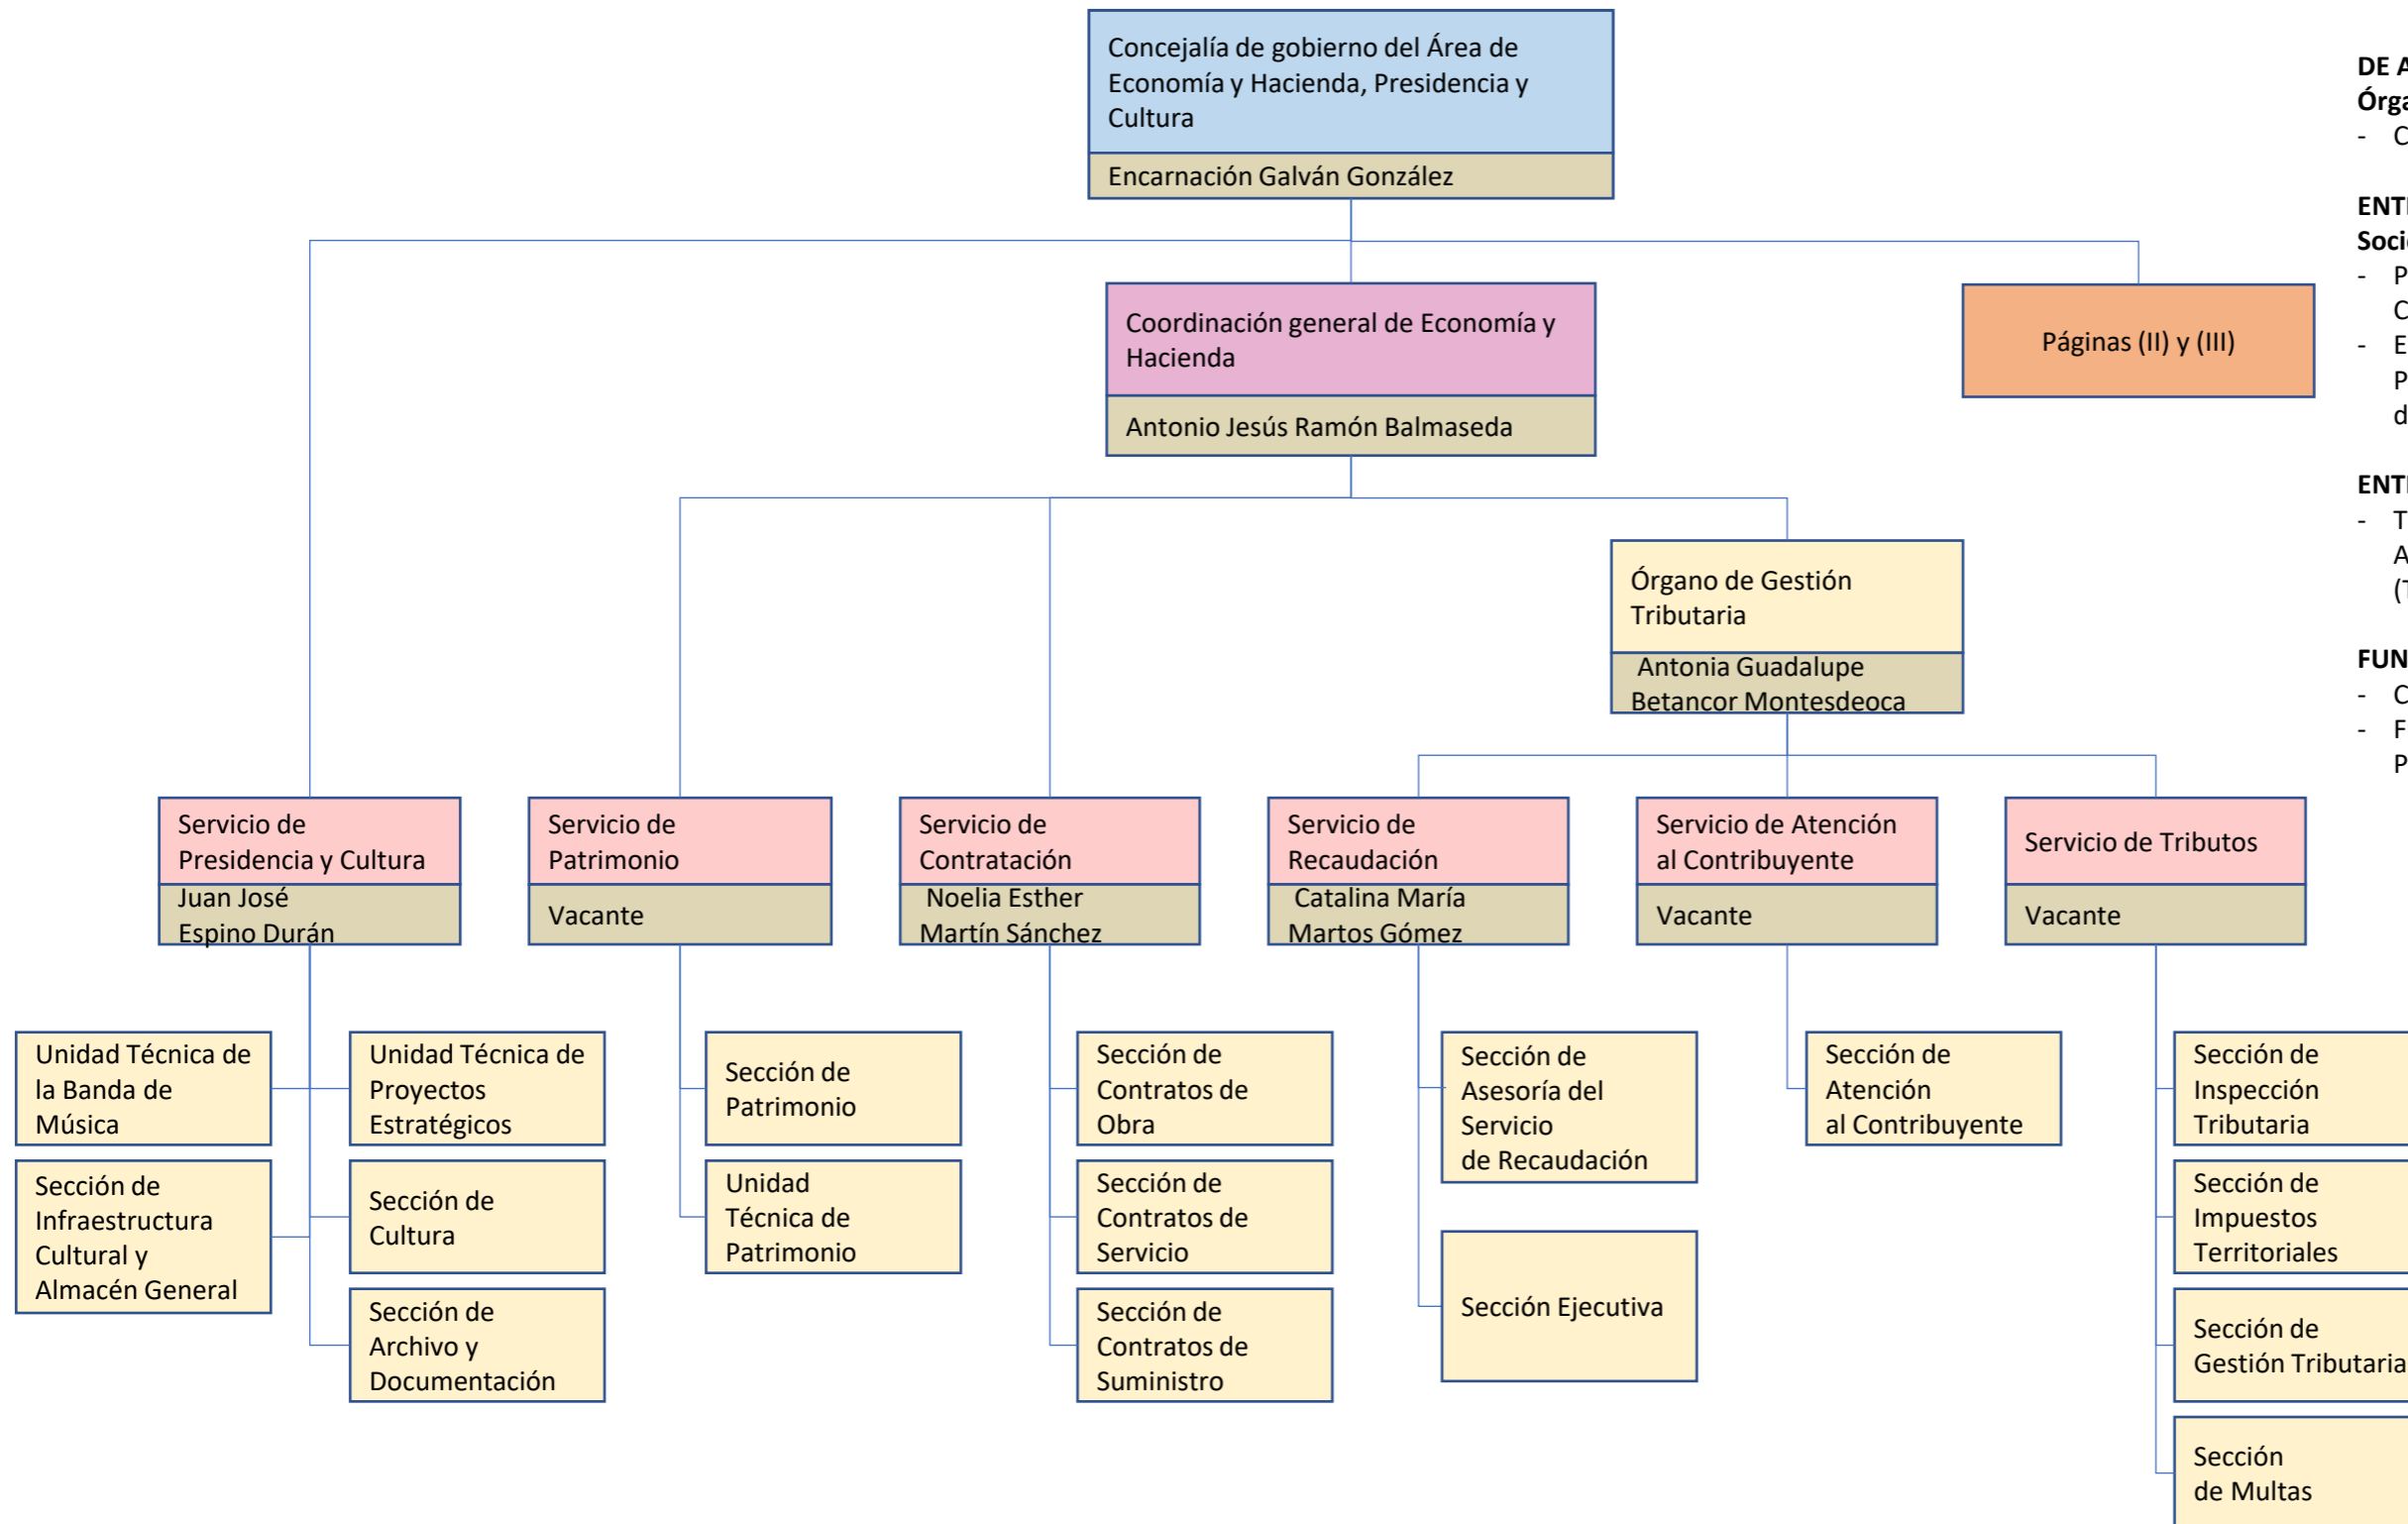 Concejalía de gobierno del Área de
Economía y Hacienda, Presidencia y
Cultura
Encarnación Galván González
Coordinación general de Economía y
Hacienda
Antonio Jesús Ramón Balmaseda
Páginas (II) y (III)
Órgano de Gestión
Tributaria
Antonia Guadalupe
Betancor Montesdeoca
Servicio de
Presidencia y Cultura
Juan José
Espino Durán
Servicio de
Patrimonio
Vacante
Servicio de
Contratación
Noelia Esther
Martín Sánchez
Servicio de
Recaudación
Catalina María
Martos Gómez
Servicio de Atención
al Contribuyente
Vacante
Servicio de Tributos
Vacante
Unidad Técnica de
la Banda de
Música
Sección de
Infraestructura
Cultural y
Almacén General
Unidad Técnica de
Proyectos
Estratégicos
Sección de
Cultura
Sección de
Archivo y
Documentación
Sección de
Patrimonio
Unidad
Técnica de
Patrimonio
Sección de
Contratos de
Obra
Sección de
Contratos de
Servicio
Sección de
Contratos de
Suministro
Sección de
Asesoría del
Servicio
de Recaudación
Sección Ejecutiva
Sección de
Atención
al Contribuyente
Sección de
Inspección
Tributaria
Sección de
Impuestos
Territoriales
Sección de
Gestión Tributaria
Sección
de Multas
DE